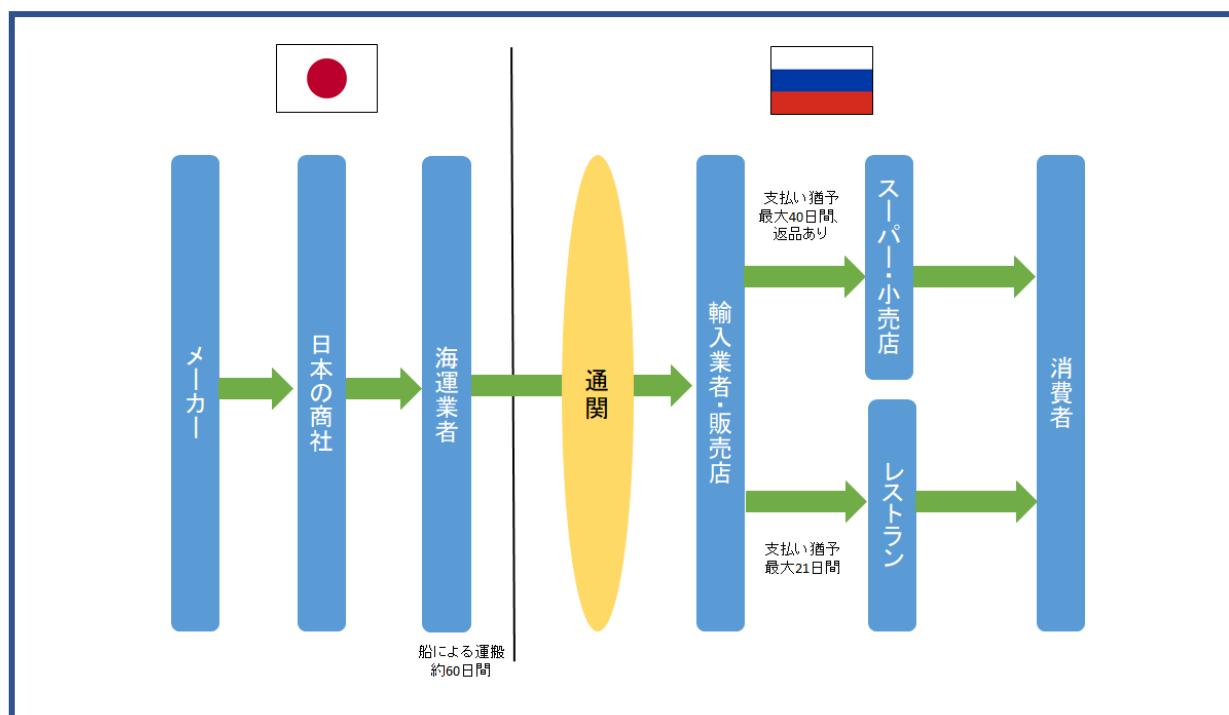 メーカー
日本の商社
海運業者
船による運搬
約60日間
通関
輸入業者・販売店
支払い猶予
最大40日間、
返品あり
スーパー・小売店
支払い猶予
最大21日間
レストラン
消費者